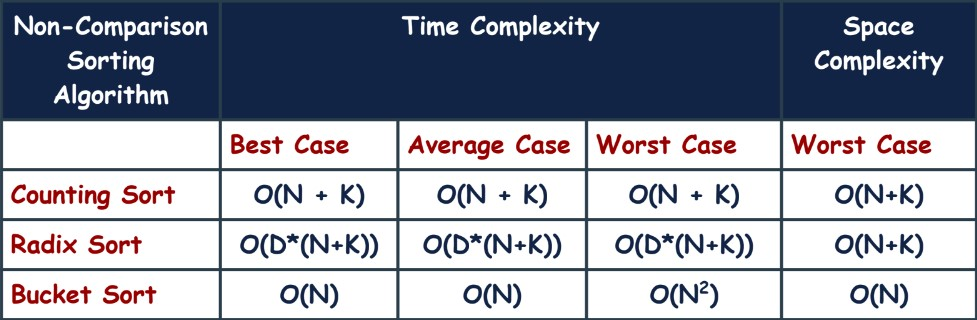 Non-Comparison Time Complexity Space
Sorting Complexity
Algorithm
Best Case Average Case Worst Case Worst Case
Counting Sort O(N + K) O(N + K) O(N + K) O(N+K)
Radix Sort O(D*(N+K)) O(D*(N+K)) O(D*(N+K)) O(N+K)
Bucket Sort O(N) O(N) O(N²) O(N)